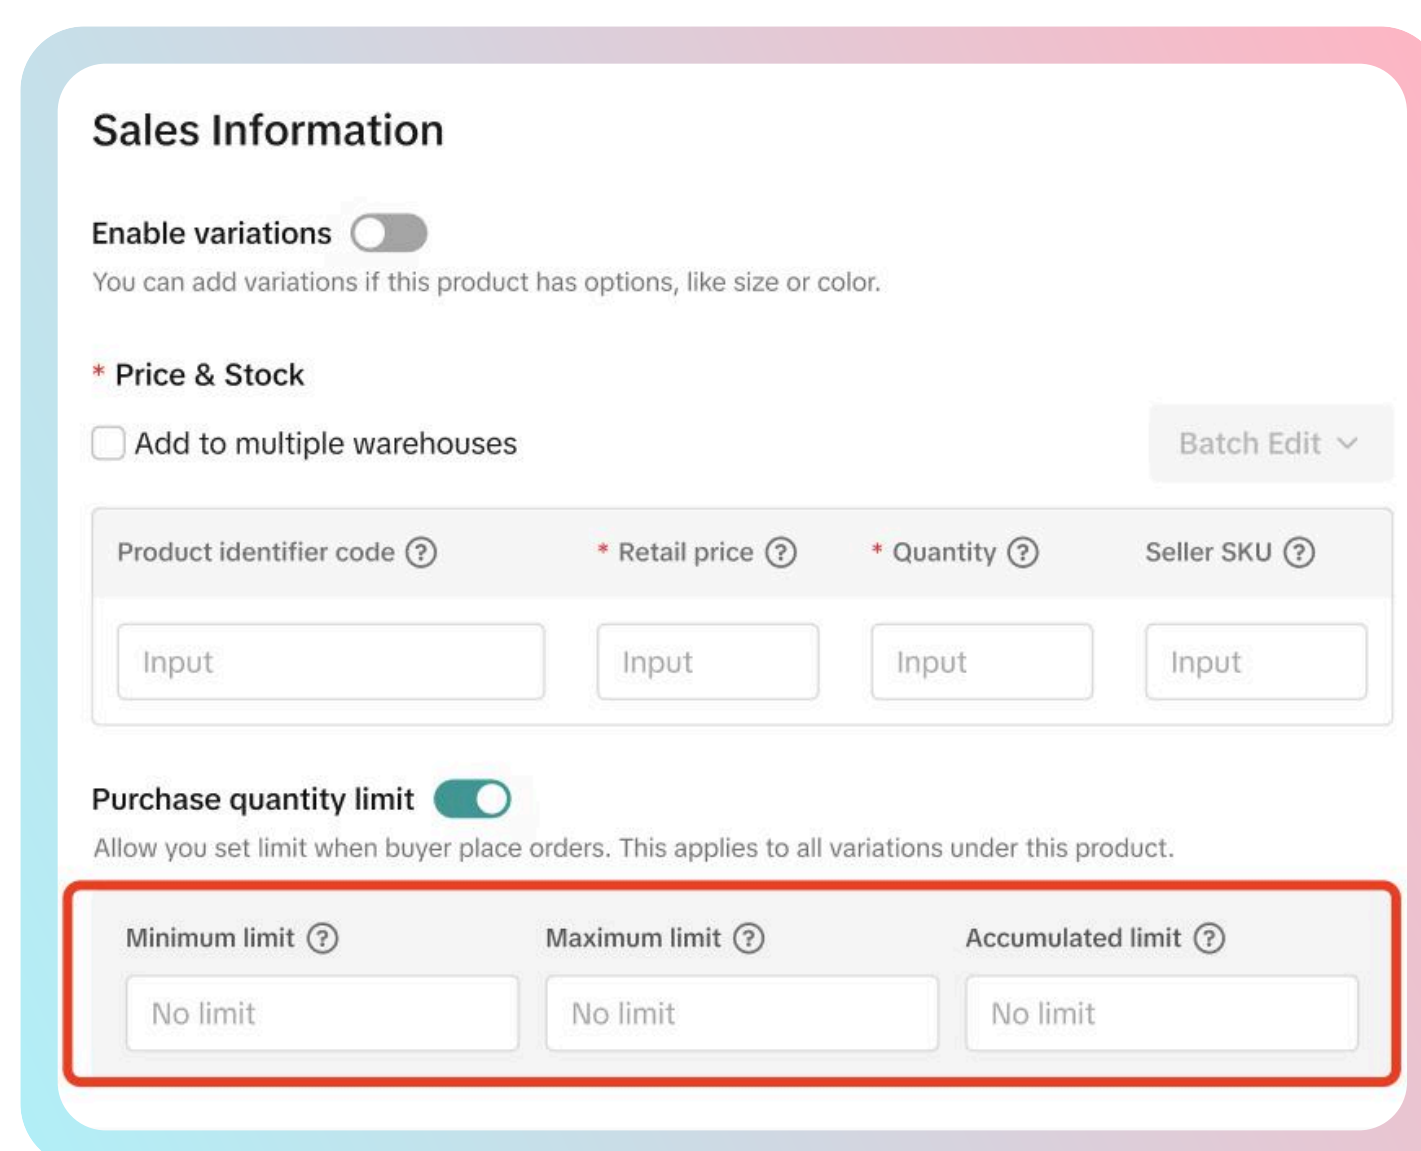 Sales Information
Enable variations
You can add variations if this product has options, like size or color.
* Price & Stock
Add to multiple warehouses
Batch Edit
Product identifier code ? * Retail price ? * Quantity ? Seller SKU ?
Input Input Input Input
Purchase quantity limit
Allow you set limit when buyer place orders. This applies to all variations under this product.
Minimum limit ? Maximum limit ? Accumulated limit ?
No limit No limit No limit